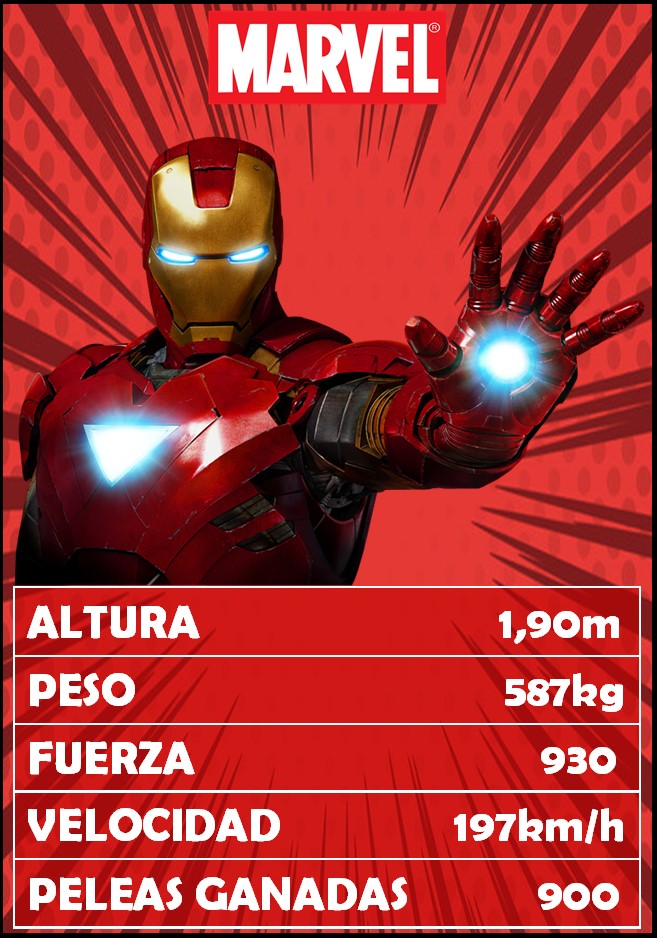 MARVEL®
ALTURA 1,90m
PESO 587kg
FUERZA 930
VELOCIDAD 197km/h
PELEAS GANADAS 900